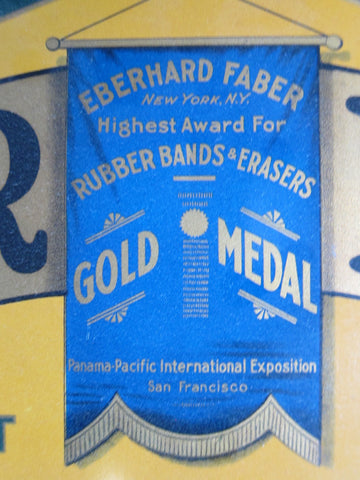 EBERHARD FABER
NEW YORK, N.Y.
Highest Award For
RUBBER BANDS & ERASERS
GOLD MEDAL
Panama-Pacific International Exposition
San Francisco
R
T